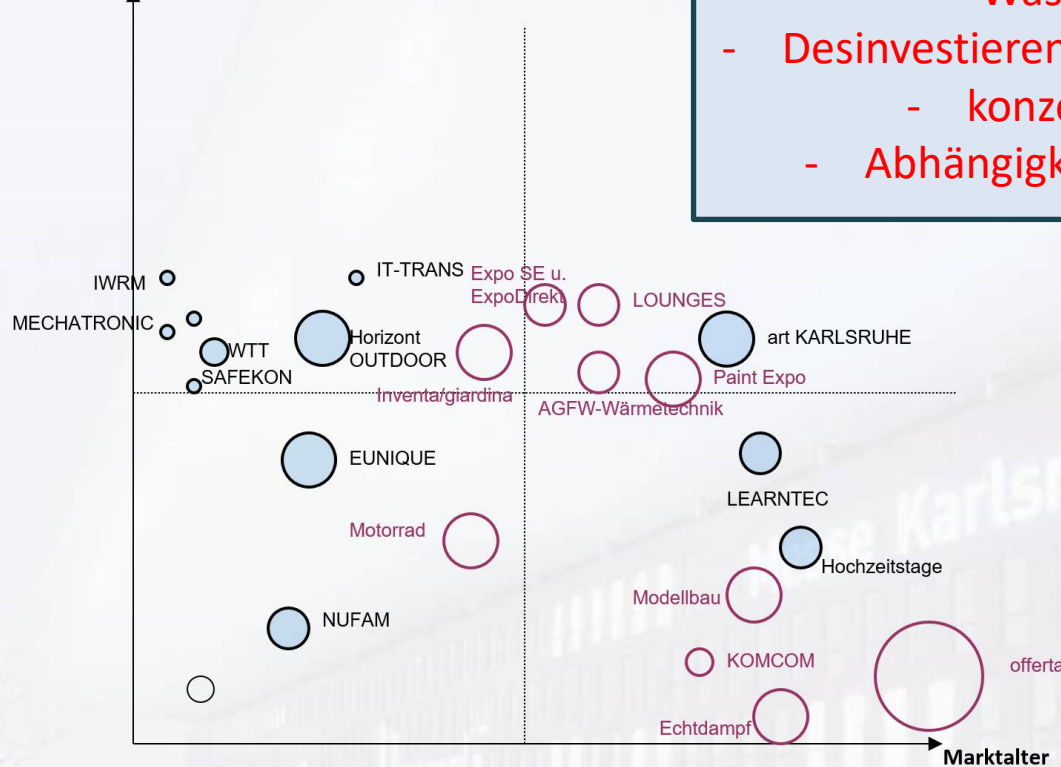 - Desinvestieren
-
- Abhängigk
IWRM
IT-TRANS
Expo SE u.
ExpoDirekt
LOUNGES
MECHATRONIC
WTT
Horizont
OUTDOOR
art KARLSRUHE
SAFEKON
Paint Expo
Inventa/giardina
AGFW-Wärmetechnik
EUNIQUE
LEARNTEC
Motorrad
Hochzeitstage
Modellbau
NUFAM
KOMCOM
offerta
Echtdampf
Marktalter